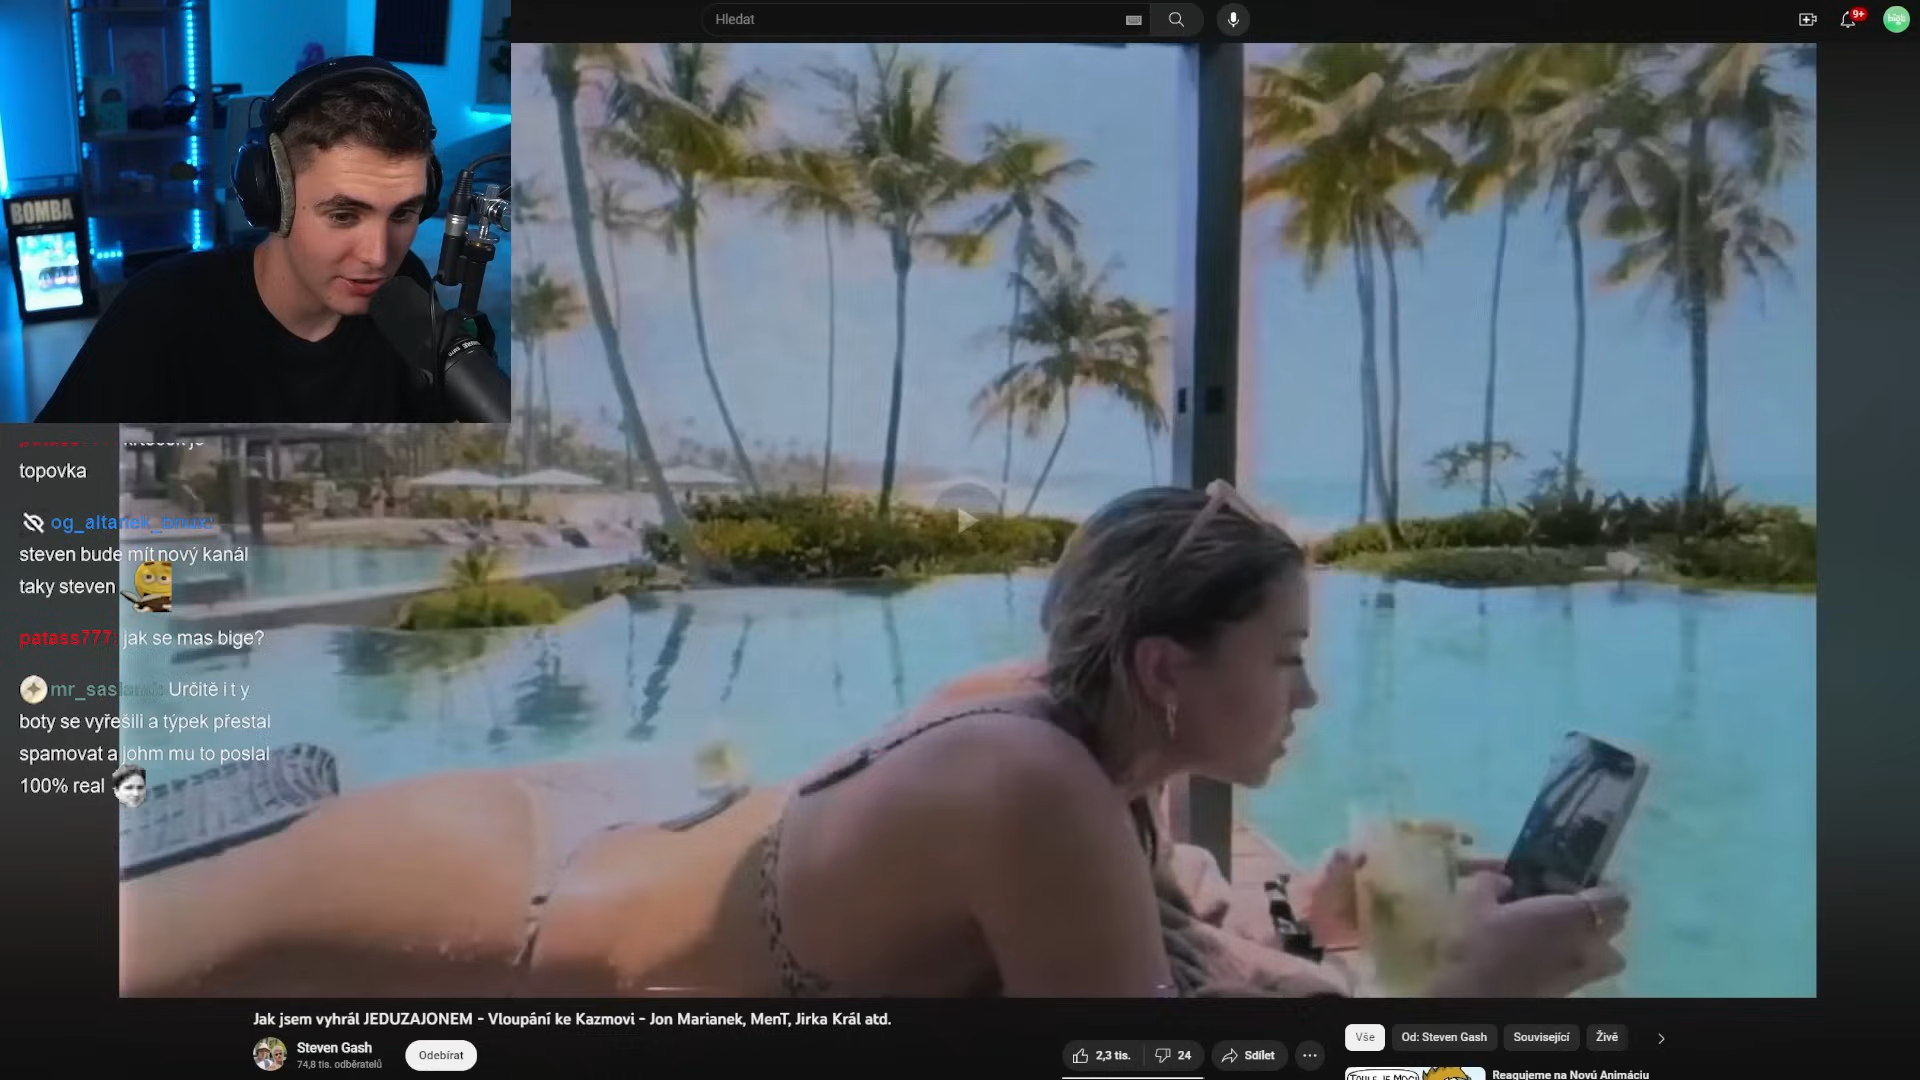 Hledat
9+
BOMBA
topovka
steven bude mít nový kanál
taky steven
patass777: jak se mas bige?
Určitě i t y
boty se vyřešili a týpek přestal
spamovat a johm mu to poslal
100% real
Jak jsem vyhrál JEDUZAJONEM - Vloupání ke Kazmovi - Jon Marianek, MenT, Jirka Král atd.
Steven Gash
74,8 tis. odběratelů
Odebírat
2,3 tis.
24
Sdílet
Vše
Od: Steven Gash
Související
Živě
Reagujeme na Novú Animáciu